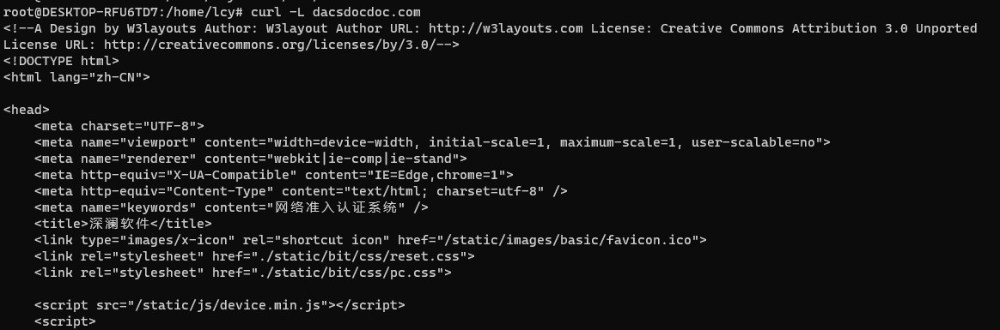 root@DESKTOP-RFU6TD7:/home/lcy# curl -L dacsdocdoc.com
<!--A Design by W3layouts Author: W3layout Author URL: http://w3layouts.com License: Creative Commons Attribution 3.0 Unported
License URL: http://creativecommons.org/licenses/by/3.0/-->
<!DOCTYPE html>
<html lang="zh-CN">

<head>
    <meta charset="UTF-8">
    <meta name="viewport" content="width=device-width, initial-scale=1, maximum-scale=1, user-scalable=no">
    <meta name="renderer" content="webkit|ie-comp|ie-stand">
    <meta http-equiv="X-UA-Compatible" content="IE=Edge,chrome=1">
    <meta http-equiv="Content-Type" content="text/html; charset=utf-8" />
    <meta name="keywords" content="网络准入认证系统" />
    <title>深澜软件</title>
    <link type="images/x-icon" rel="shortcut icon" href="/static/images/basic/favicon.ico">
    <link rel="stylesheet" href="./static/bit/css/reset.css">
    <link rel="stylesheet" href="./static/bit/css/pc.css">

    <script src="/static/js/device.min.js"></script>
    <script>